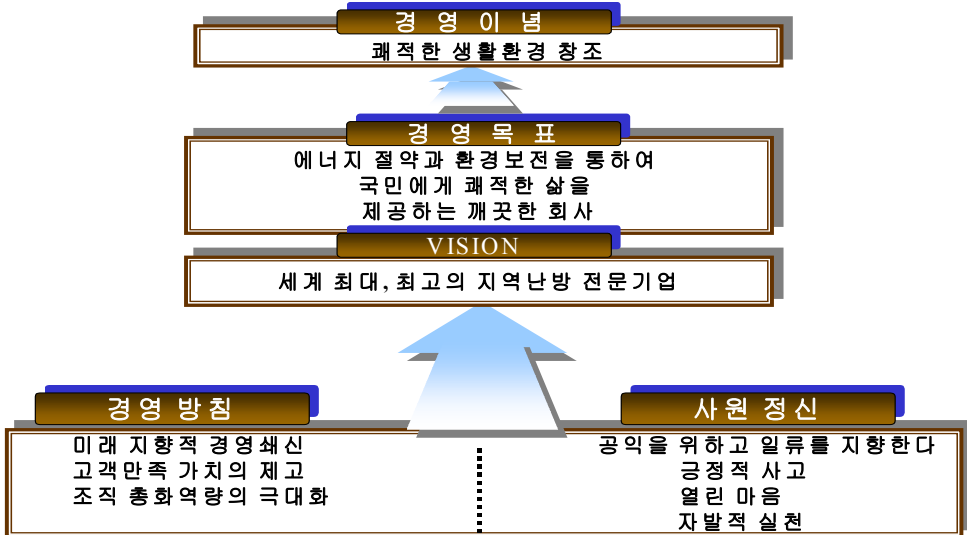 경영이념
쾌적한 생활환경 창조
경영목표
에너지 절약과 환경보전을 통하여
국민에게 쾌적한 삶을
제공하는 깨끗한 회사
VISION
세계 최대, 최고의 지역난방 전문기업
경영 방침
미래 지향적 경영쇄신
고객만족 가치의 제고
조직 총화역량의 극대화
사원 정신
공익을 위하고 일류를 지향한다
긍정적 사고
열린 마음
자발적 실천